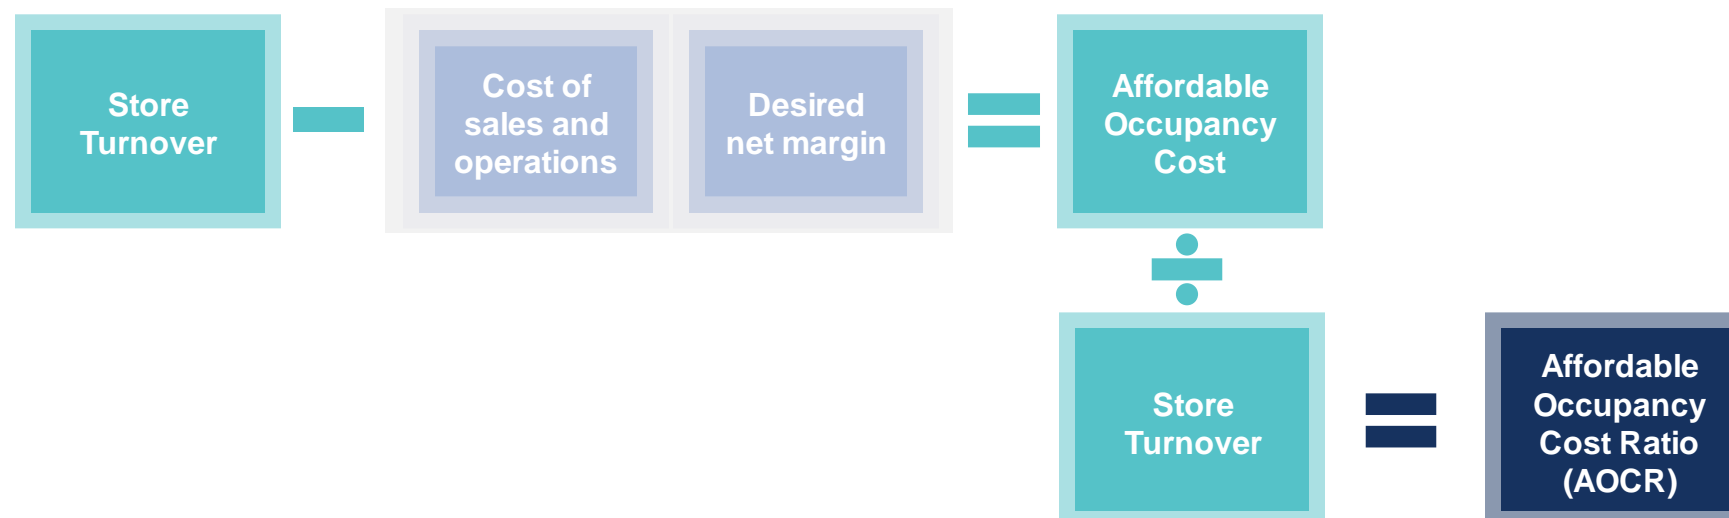 Store
Turnover
Cost of
sales and
operations
Desired
net margin
Affordable
Occupancy
Cost
Store
Turnover
Affordable
Occupancy
Cost Ratio
(AOCR)